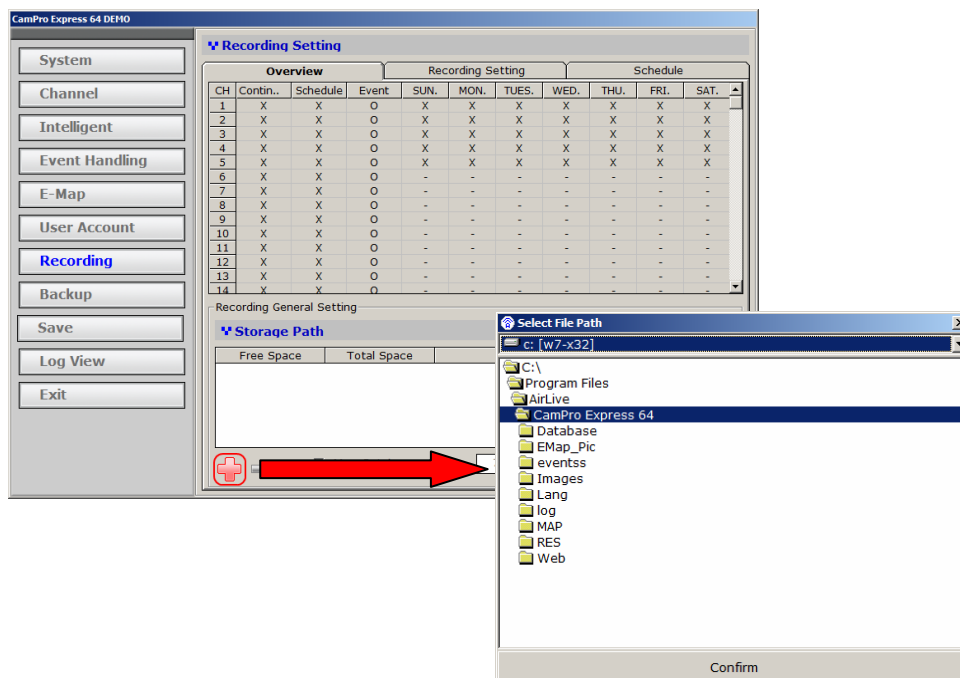 CamPro Express 64 DEMO
System
Channel
Intelligent
Event Handling
E-Map
User Account
Recording
Backup
Save
Log View
Exit
Recording Setting
Overview Recording Setting Schedule
CH Contin.. Schedule Event SUN. MON. TUES. WED. THU. FRI. SAT.
1 X X O X X X X X X X
2 X X O X X X X X X X
3 X X O X X X X X X X
4 X X O X X X X X X X
5 X X O X X X X X X X
6 X X O - - - - - - -
7 X X O - - - - - - -
8 X X O - - - - - - -
9 X X O - - - - - - -
10 X X O - - - - - - -
11 X X O - - - - - - -
12 X X O - - - - - - -
13 X X O - - - - - - -
14 X X O - - - - - - -
Recording General Setting
Storage Path
Free Space Total Space
Select File Path
c: [w7-x32]
C:\
Program Files
AirLive
CamPro Express 64
Database
EMap_Pic
eventss
Images
Lang
log
MAP
RES
Web
Confirm